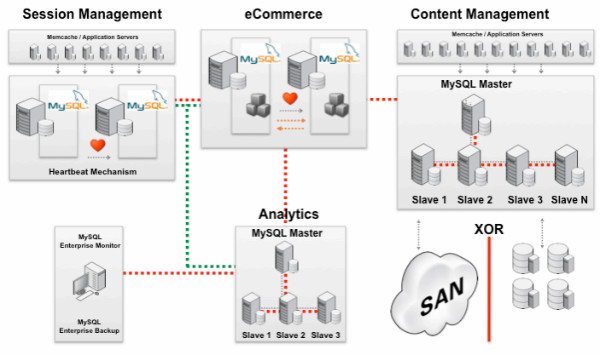 Session Management
eCommerce
Content Management
Memcache / Application Servers
Memcache / Application Servers
MySQL
MySQL
MySQL
MySQL
Heartbeat Mechanism
MySQL Master
Slave 1
Slave 2
Slave 3
Slave N
Analytics
MySQL Master
Slave 1
Slave 2
Slave 3
MySQL
Enterprise Monitor
MySQL
Enterprise Backup
SAN
XOR